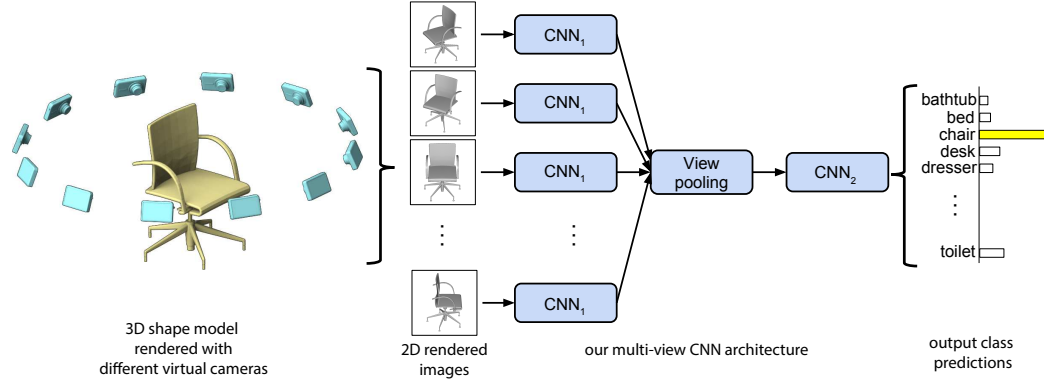 CNN₁
CNN₁
CNN₁
CNN₁
View
pooling
CNN₂
bathtub
bed
chair
desk
dresser
toilet
3D shape model
rendered with
different virtual cameras
2D rendered
images
our multi-view CNN architecture
output class
predictions